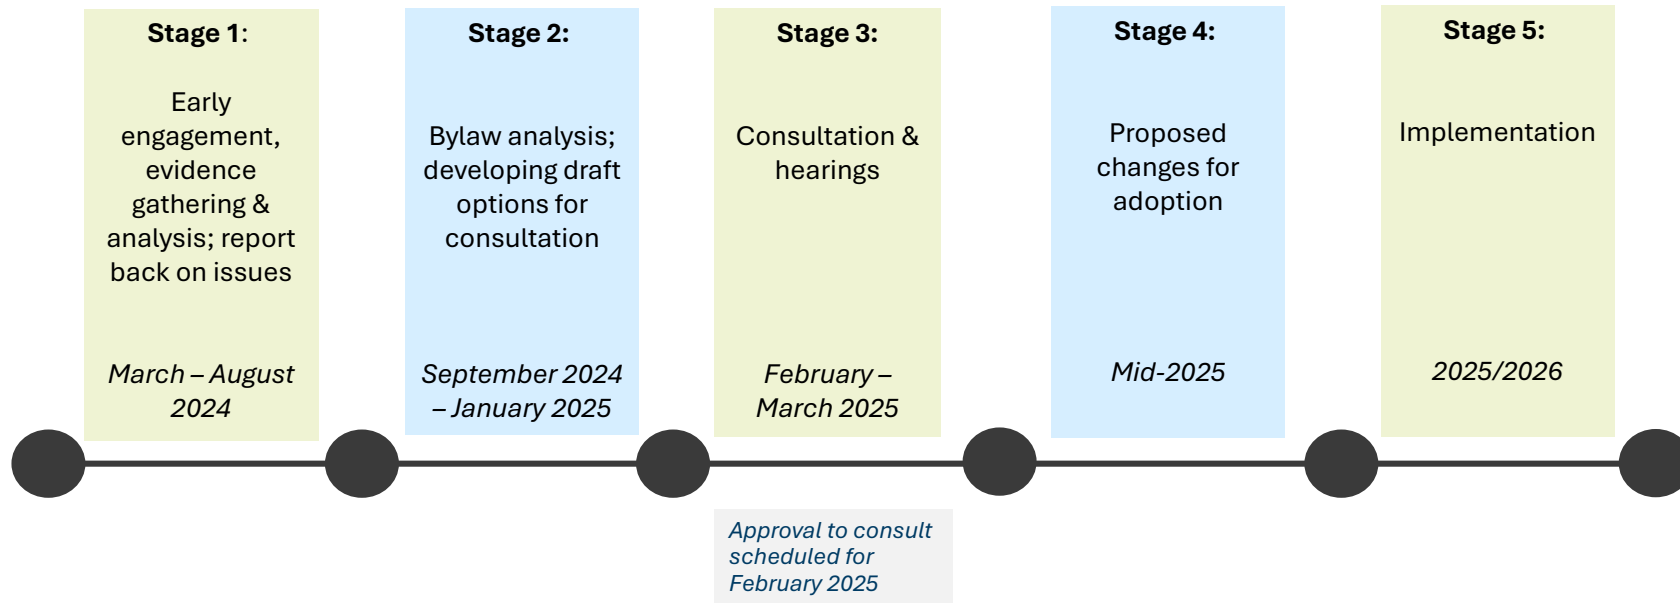 Stage 1:
Early
engagement,
evidence
gathering &
analysis; report
back on issues
March – August
2024
Stage 2:
Bylaw analysis;
developing draft
options for
consultation
September 2024
– January 2025
Stage 3:
Consultation &
hearings
February –
March 2025
Stage 4:
Proposed
changes for
adoption
Mid-2025
Stage 5:
Implementation
2025/2026
Approval to consult
scheduled for
February 2025